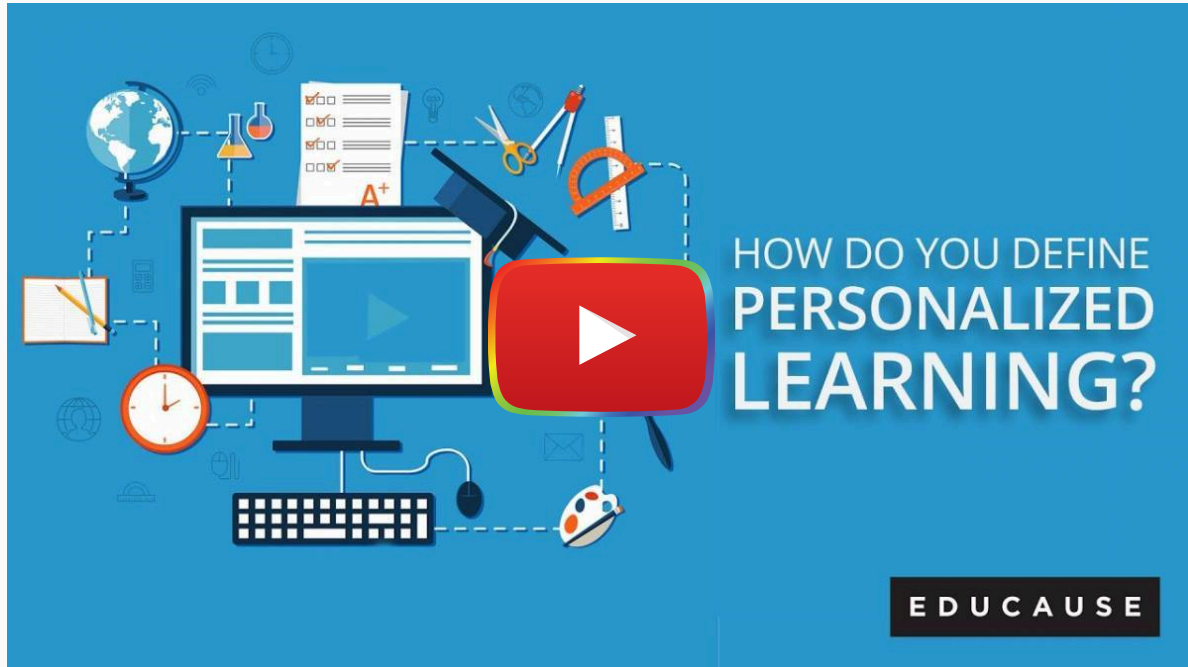 A+
HOW DO YOU DEFINE
PERSONALIZED
LEARNING?
EDUCAUSE